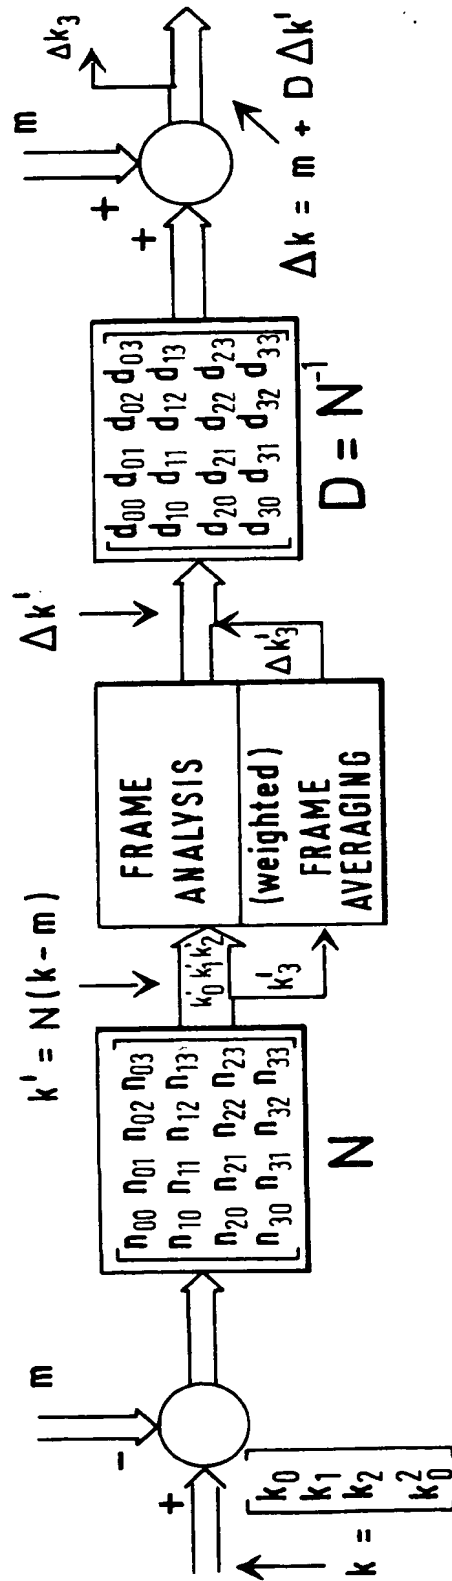 k =
k₀
k₁
k₂
k₀²
+
−
m
n₀₀ n₀₁ n₀₂ n₀₃
n₁₀ n₁₁ n₁₂ n₁₃
n₂₀ n₂₁ n₂₂ n₂₃
n₃₀ n₃₁ n₃₂ n₃₃
N
k' = N(k-m)
k'₀ k'₁ k'₂
k'₃
FRAME
ANALYSIS
(weighted)
FRAME
AVERAGING
Δk'
Δk'₃
d₀₀ d₀₁ d₀₂ d₀₃
d₁₀ d₁₁ d₁₂ d₁₃
d₂₀ d₂₁ d₂₂ d₂₃
d₃₀ d₃₁ d₃₂ d₃₃
D = N⁻¹
+
+
m
Δk₃
Δk = m + D Δk'